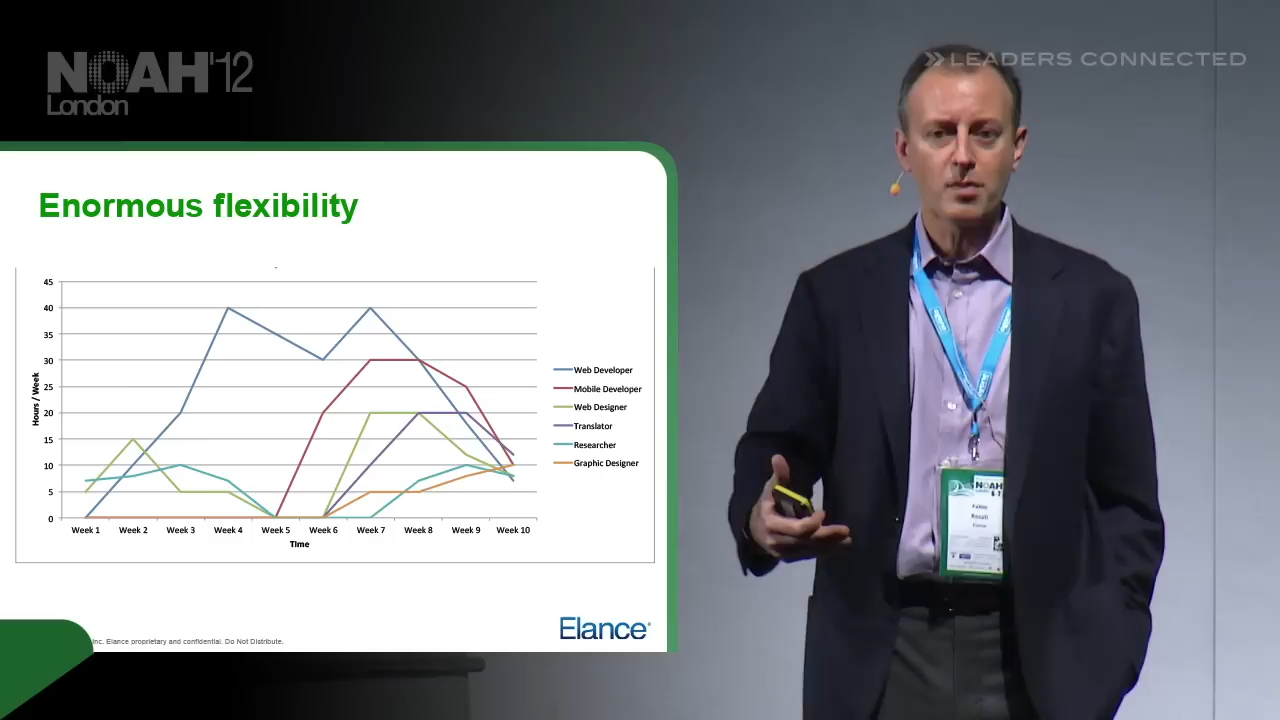 NOAH'12
London
LEADERS CONNECTED
Enormous flexibility
45
40
35
30
25
20
15
10
5
0
Hours / Week
Week 1 Week 2 Week 3 Week 4 Week 5 Week 6 Week 7 Week 8 Week 9 Week 10
Time
Web Developer
Mobile Developer
Web Designer
Translator
Researcher
Graphic Designer
Inc. Elance proprietary and confidential. Do Not Distribute.
Elance
NOAH
Fabio
Rosati
Elance